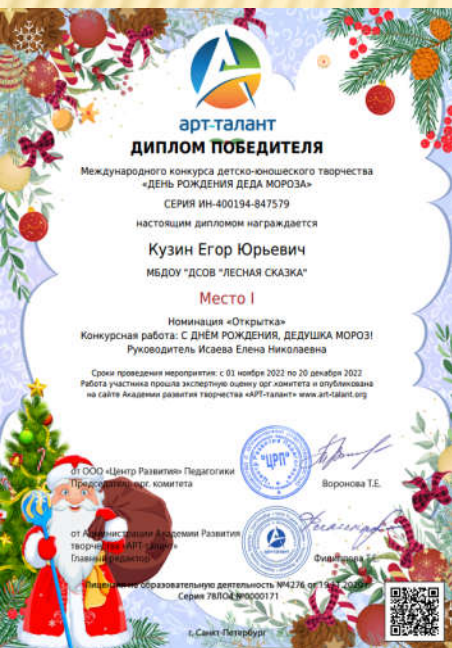 арт-талант
ДИПЛОМ ПОБЕДИТЕЛЯ
Международного конкурса детско-юношеского творчества
«ДЕНЬ РОЖДЕНИЯ ДЕДА МОРОЗА»
СЕРИЯ ИН-400194-847579
настоящим дипломом награждается
Кузин Егор Юрьевич
МБДОУ "ДСОВ "ЛЕСНАЯ СКАЗКА"
Место I
Номинация «Открытка»
Конкурсная работа: С ДНЁМ РОЖДЕНИЯ, ДЕДУШКА МОРОЗ!
Руководитель Исаева Елена Николаевна
Сроки проведения мероприятия: с 01 ноября 2022 по 20 декабря 2022
Работа участника прошла экспертную оценку орг.комитета и опубликована
на сайте Академии развития творчества «АРТ-талант» www.art-talant.org
от ООО «Центр Развития» Педагогики
Председатель орг. комитета
"ЦРП"
Воронова Т.Е.
от Администрации Академии Развития
творчества «АРТ-талант»
Главный редактор
Филиппова
Лицензия на образовательную деятельность №4276 от
Серия 78ЛО4 №0000171
г. Санкт-Петербург